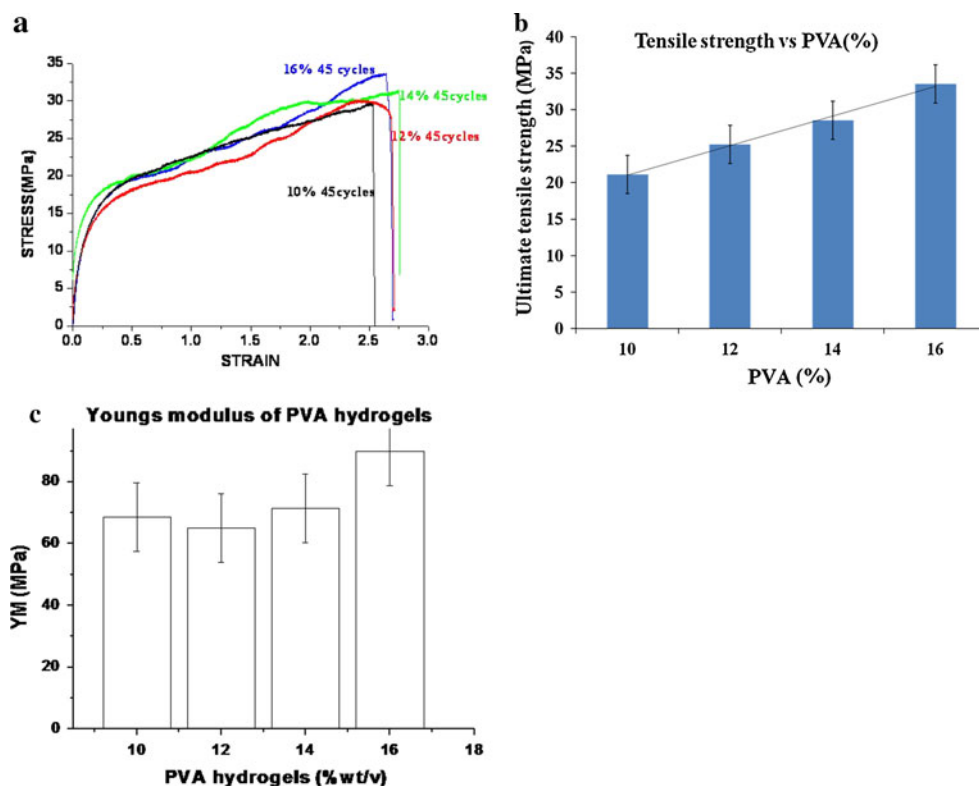 a
STRESS(MPa)
35
30
25
20
15
10
5
0
16% 45 cycles
14% 45cycles
12% 45cycles
10% 45cycles
0.0 0.5 1.0 1.5 2.0 2.5 3.0
STRAIN
b
Tensile strength vs PVA(%)
Ultimate tensile strength (MPa)
40
35
30
25
20
15
10
5
0
10 12 14 16
PVA (%)
c
Youngs modulus of PVA hydrogels
YM (MPa)
80
60
40
20
0
10 12 14 16 18
PVA hydrogels (%wt/v)